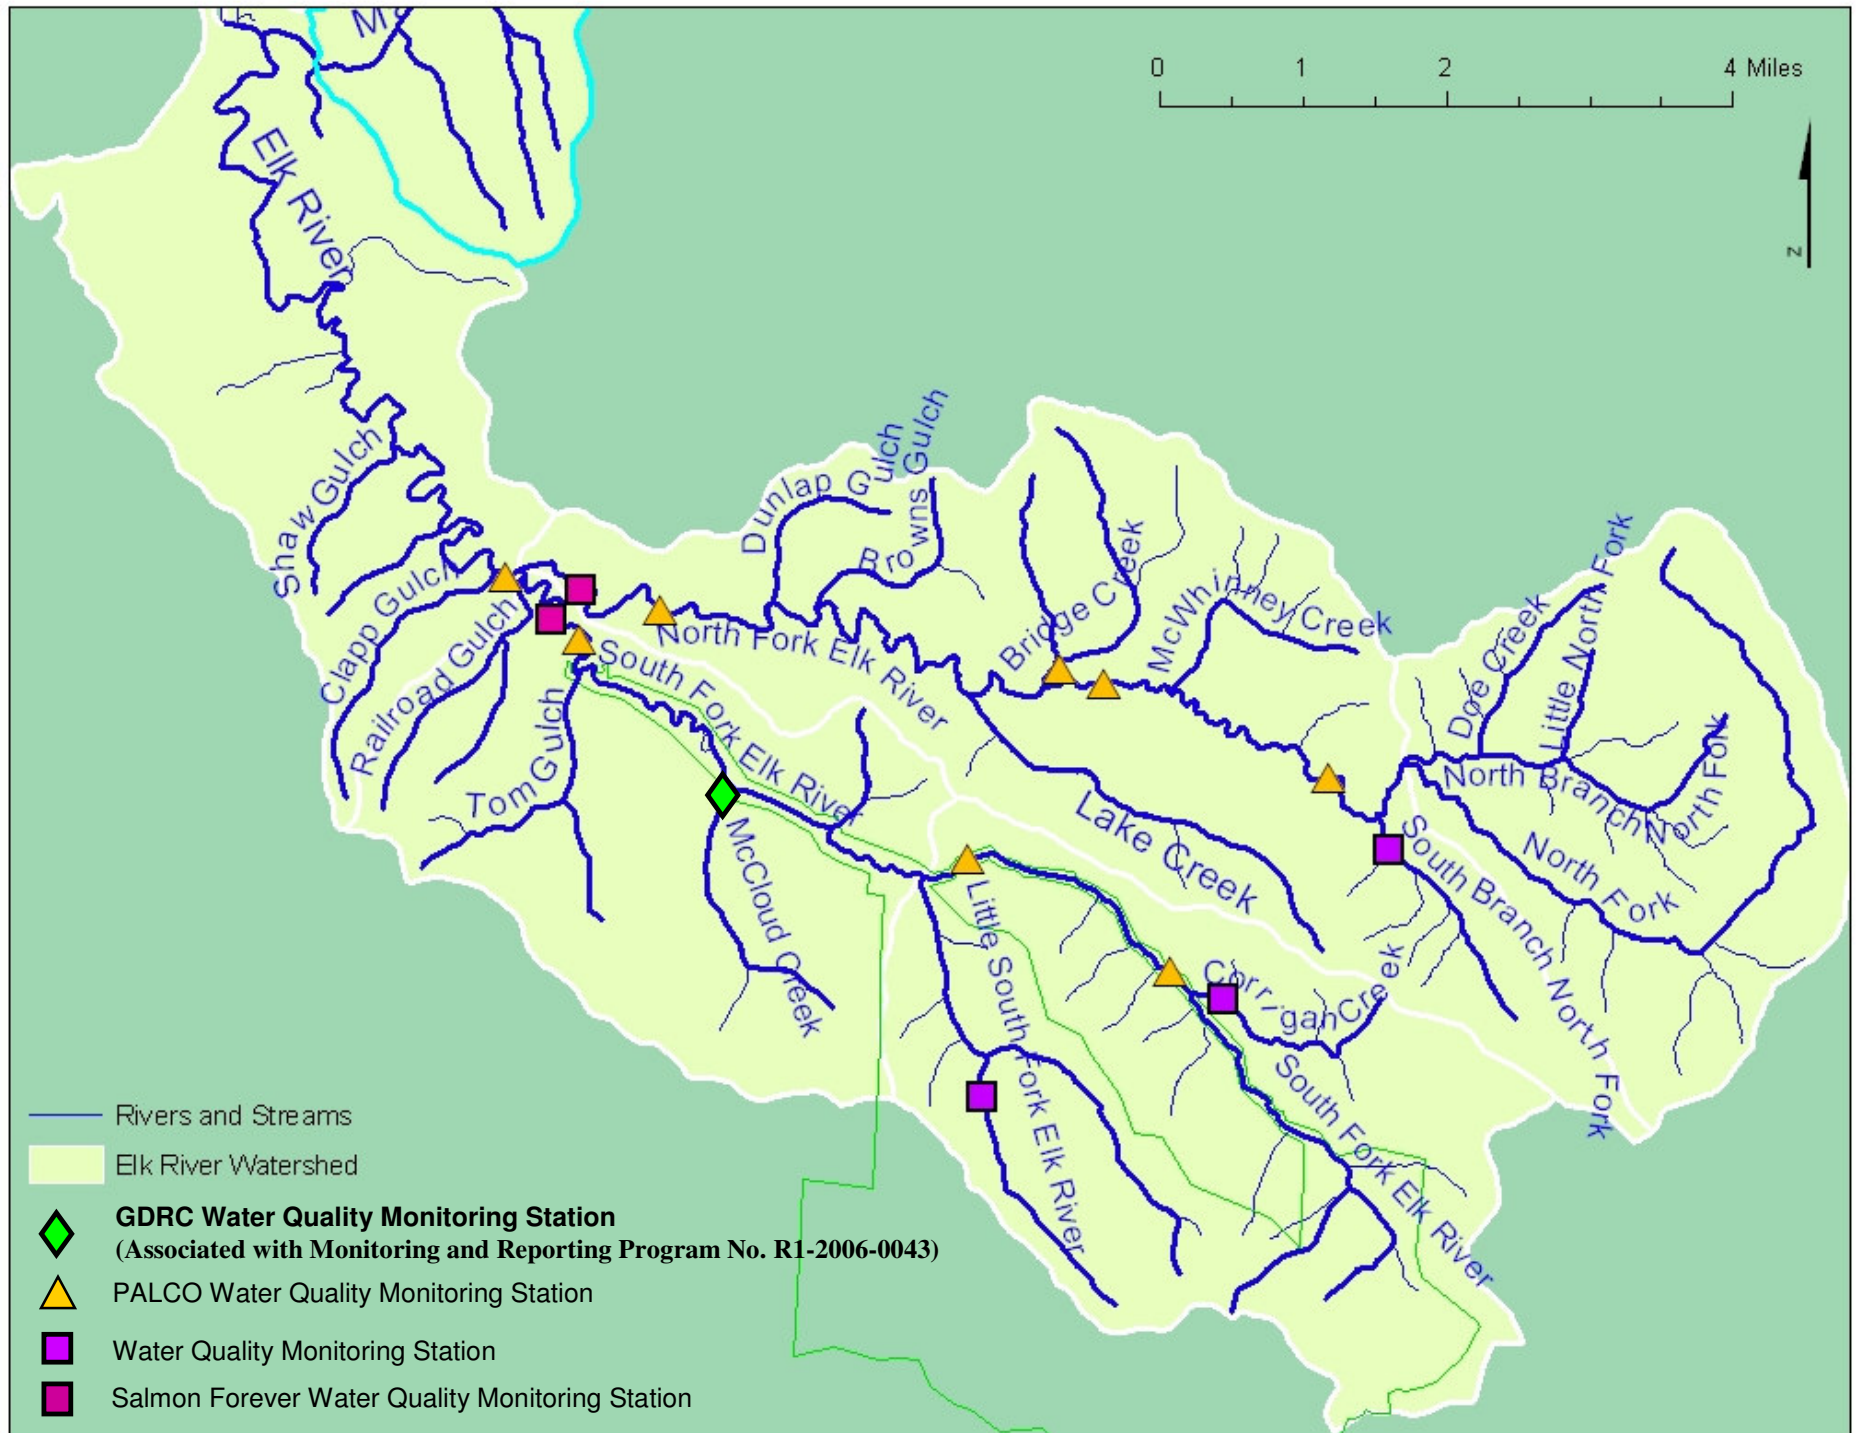 M
0 1 2 4 Miles
Elk River
N
Shaw Gulch
Clapp Gulch
Railroad Gulch
Tom Gulch
Dunlap Gulch
Browns Gulch
North Fork Elk River
South Fork Elk River
McCloud Creek
Bridge Creek
McWhinney Creek
Lake Creek
Doe Creek
Little North Fork
North Branch North Fork
North Fork
South Branch North Fork
Corrigan Creek
Little South Fork Elk River
South Fork Elk River
Rivers and Streams
Elk River Watershed
GDRC Water Quality Monitoring Station
(Associated with Monitoring and Reporting Program No. R1-2006-0043)
PALCO Water Quality Monitoring Station
Water Quality Monitoring Station
Salmon Forever Water Quality Monitoring Station